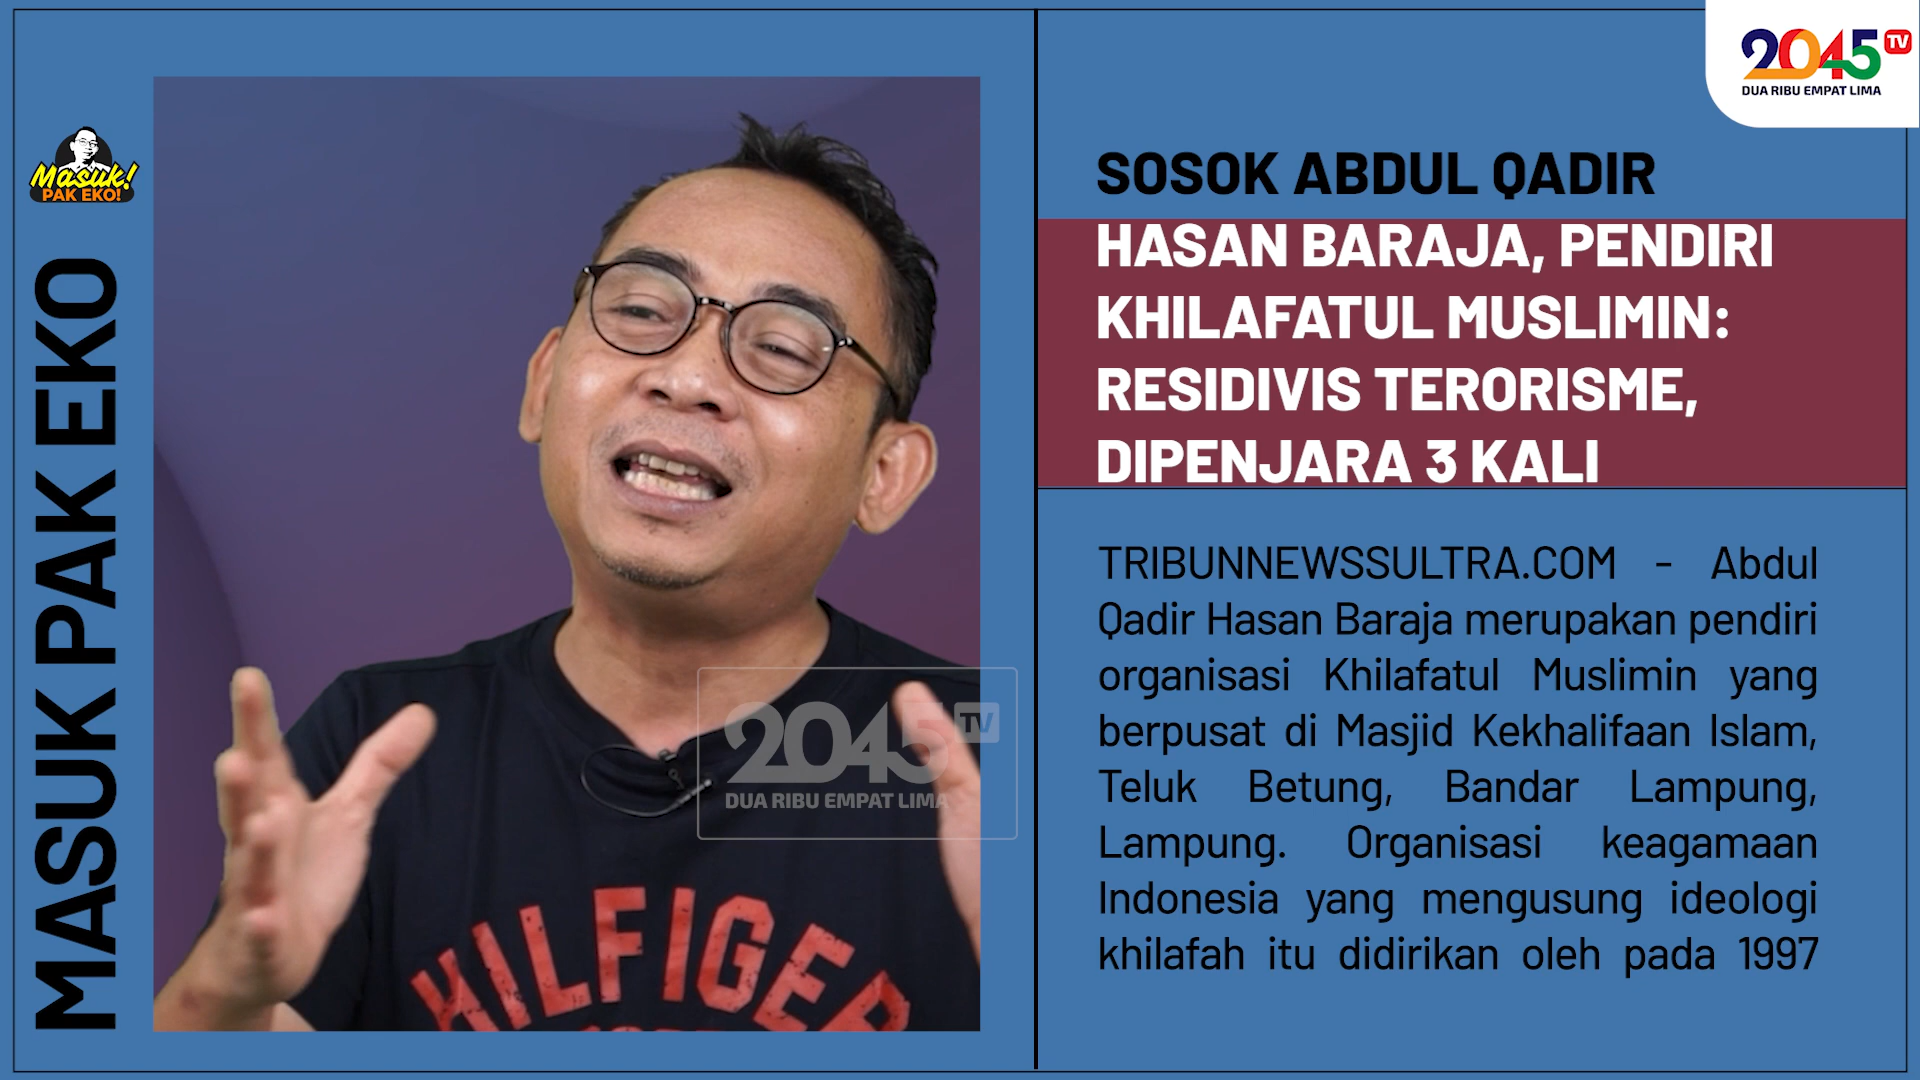 2045 TV
DUA RIBU EMPAT LIMA
Masuk!
PAK EKO!
MASUK PAK EKO
2045 TV
DUA RIBU EMPAT LIMA
HILFIGER
SOSOK ABDUL QADIR
HASAN BARAJA, PENDIRI
KHILAFATUL MUSLIMIN:
RESIDIVIS TERORISME,
DIPENJARA 3 KALI
TRIBUNNEWSSULTRA.COM - Abdul
Qadir Hasan Baraja merupakan pendiri
organisasi Khilafatul Muslimin yang
berpusat di Masjid Kekhalifaan Islam,
Teluk Betung, Bandar Lampung,
Lampung. Organisasi keagamaan
Indonesia yang mengusung ideologi
khilafah itu didirikan oleh pada 1997